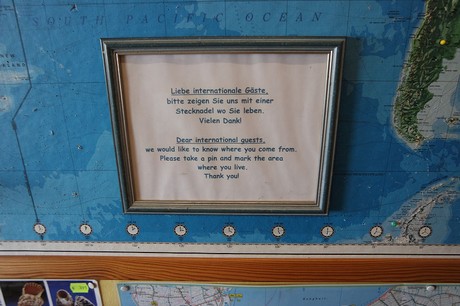 SOUTH PACIFIC OCEAN
Liebe internationale Gäste,
bitte zeigen Sie uns mit einer
Stecknadel wo Sie leben.
Vielen Dank!
Dear international guests,
we would like to know where you come from.
Please take a pin and mark the area
where you live.
Thank you!